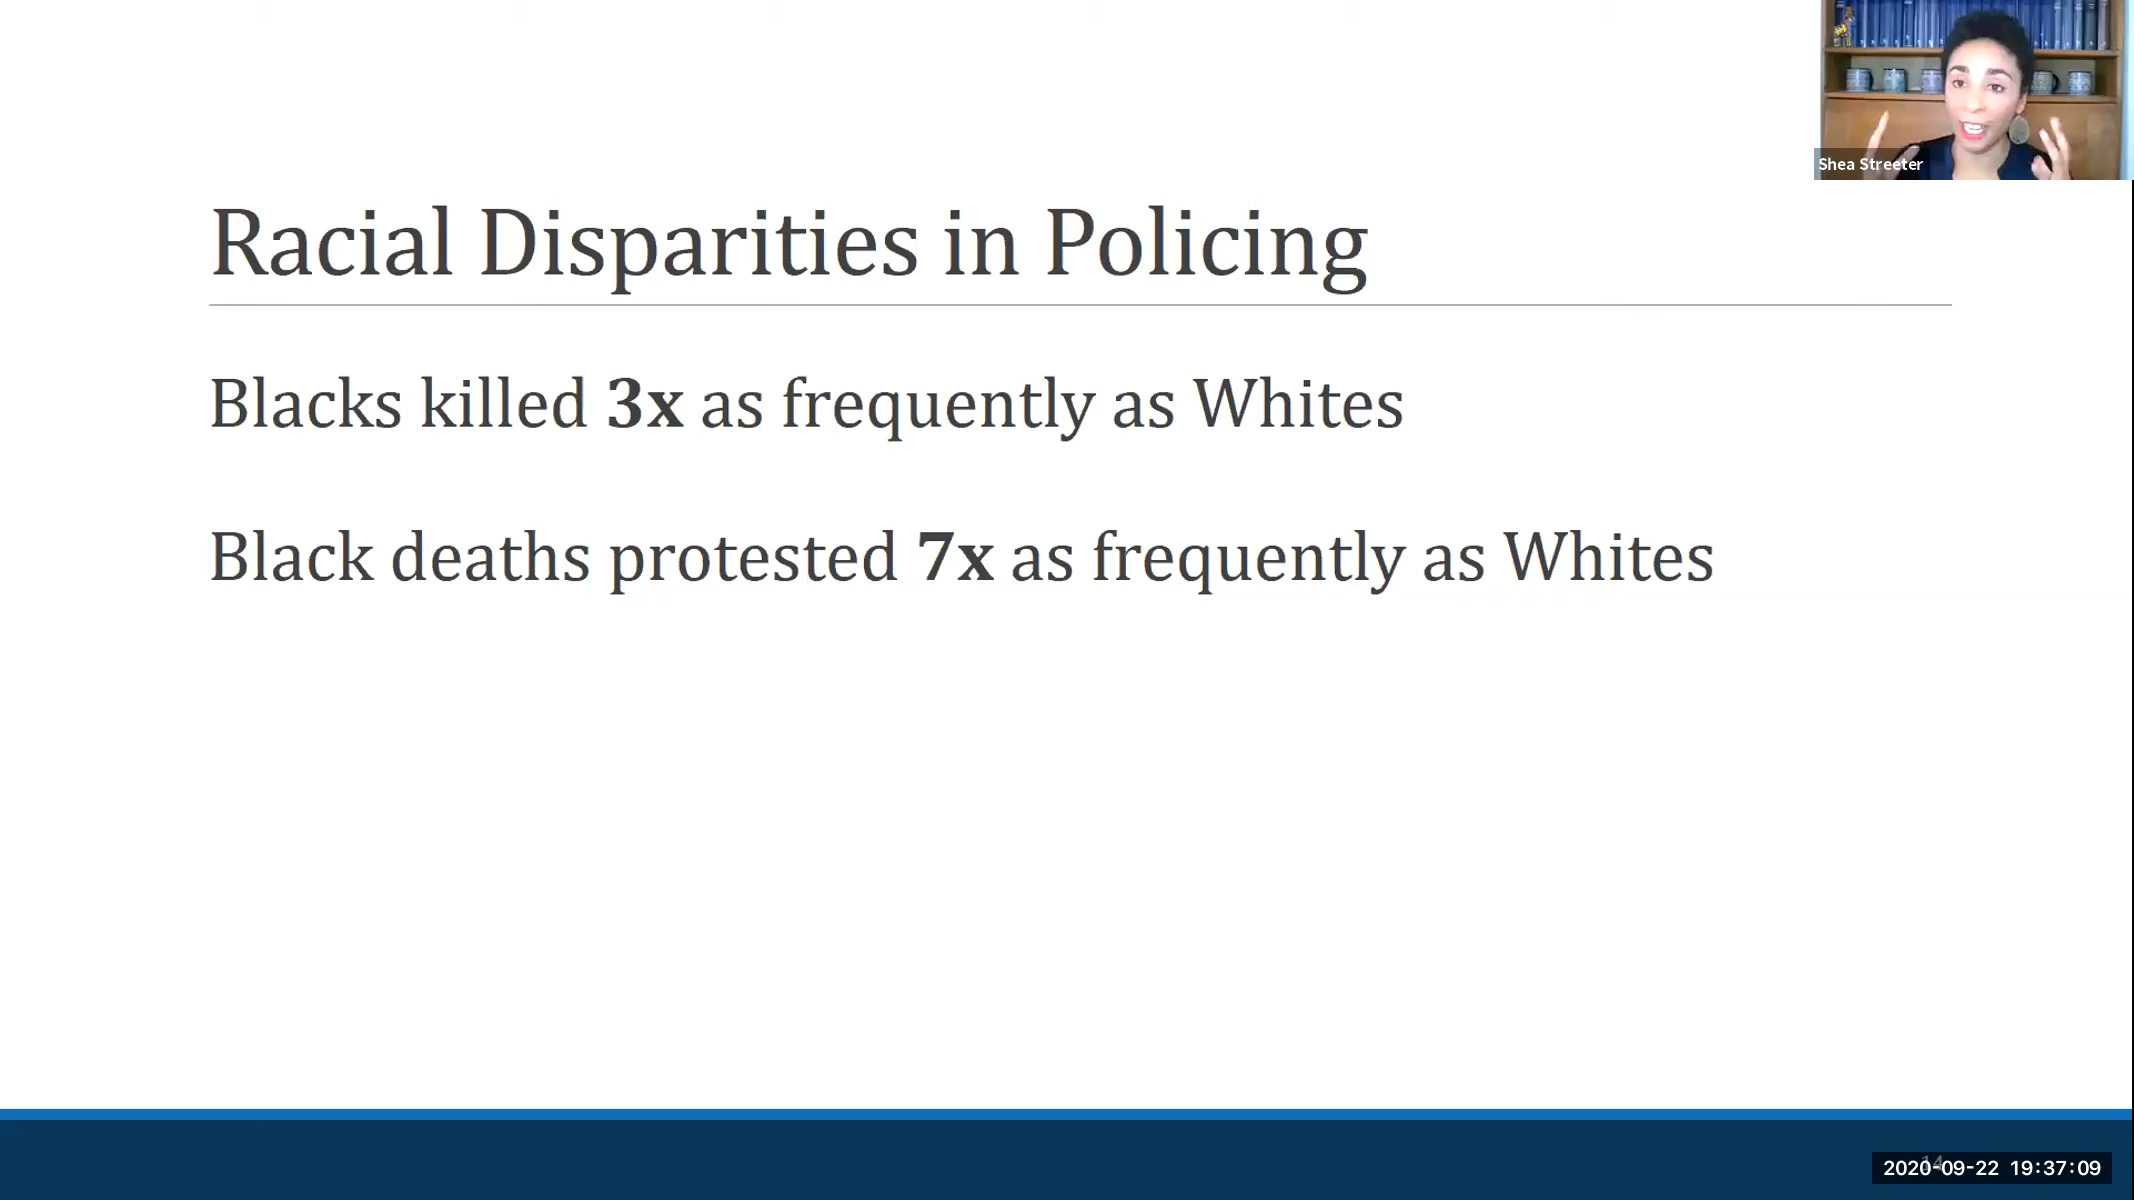 Shea Streeter
Racial Disparities in Policing
Blacks killed 3x as frequently as Whites
Black deaths protested 7x as frequently as Whites
2020-09-22 19:37:09